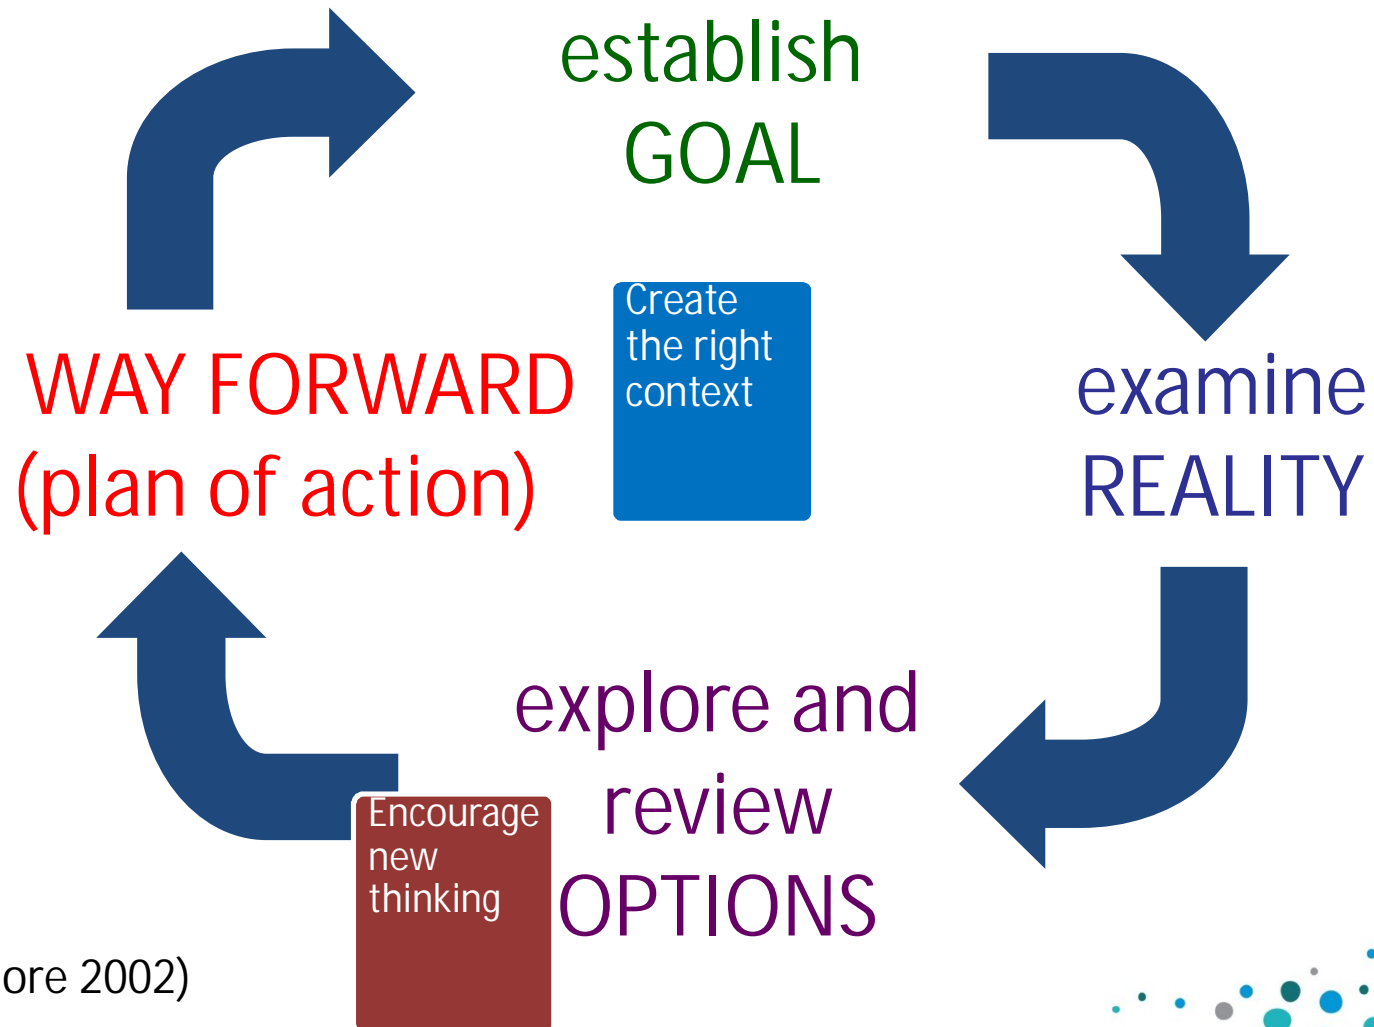 establish
GOAL
Create
the right
context
WAY FORWARD
(plan of action)
examine
REALITY
explore and
review
OPTIONS
Encourage
new
thinking
ore 2002)